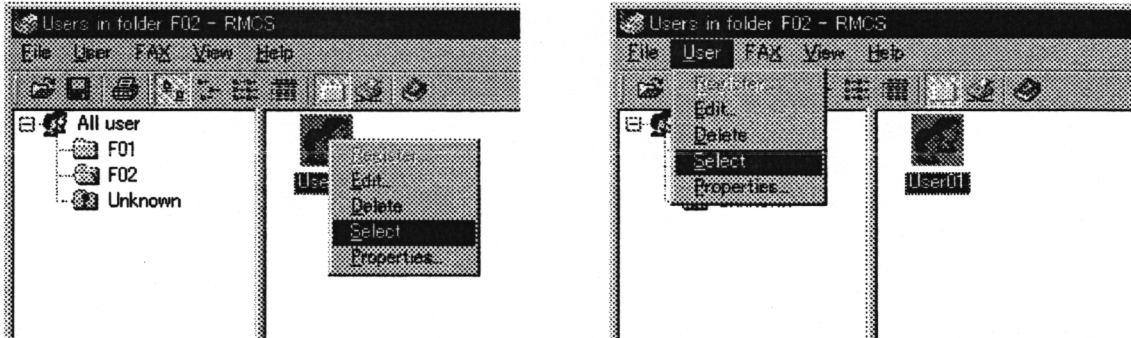 Users in folder F02 - RMCS
File User FAX View Help
All user
F01
F02
Unknown
Register...
Edit...
Delete
Select
Properties...
Users in folder F02 - RMCS
File User FAX View Help
Register...
Edit...
Delete
Select
Properties...
User01